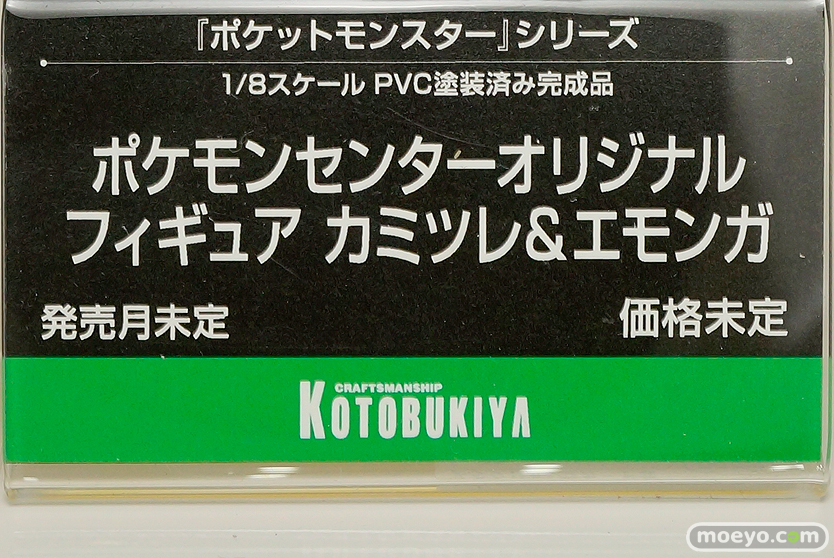 『ポケットモンスター』シリーズ
1/8スケール PVC塗装済み完成品
ポケモンセンターオリジナル
フィギュア カミツレ&エモンガ
発売月未定 価格未定
CRAFTSMANSHIP
KOTOBUKIYA
moeyo.com